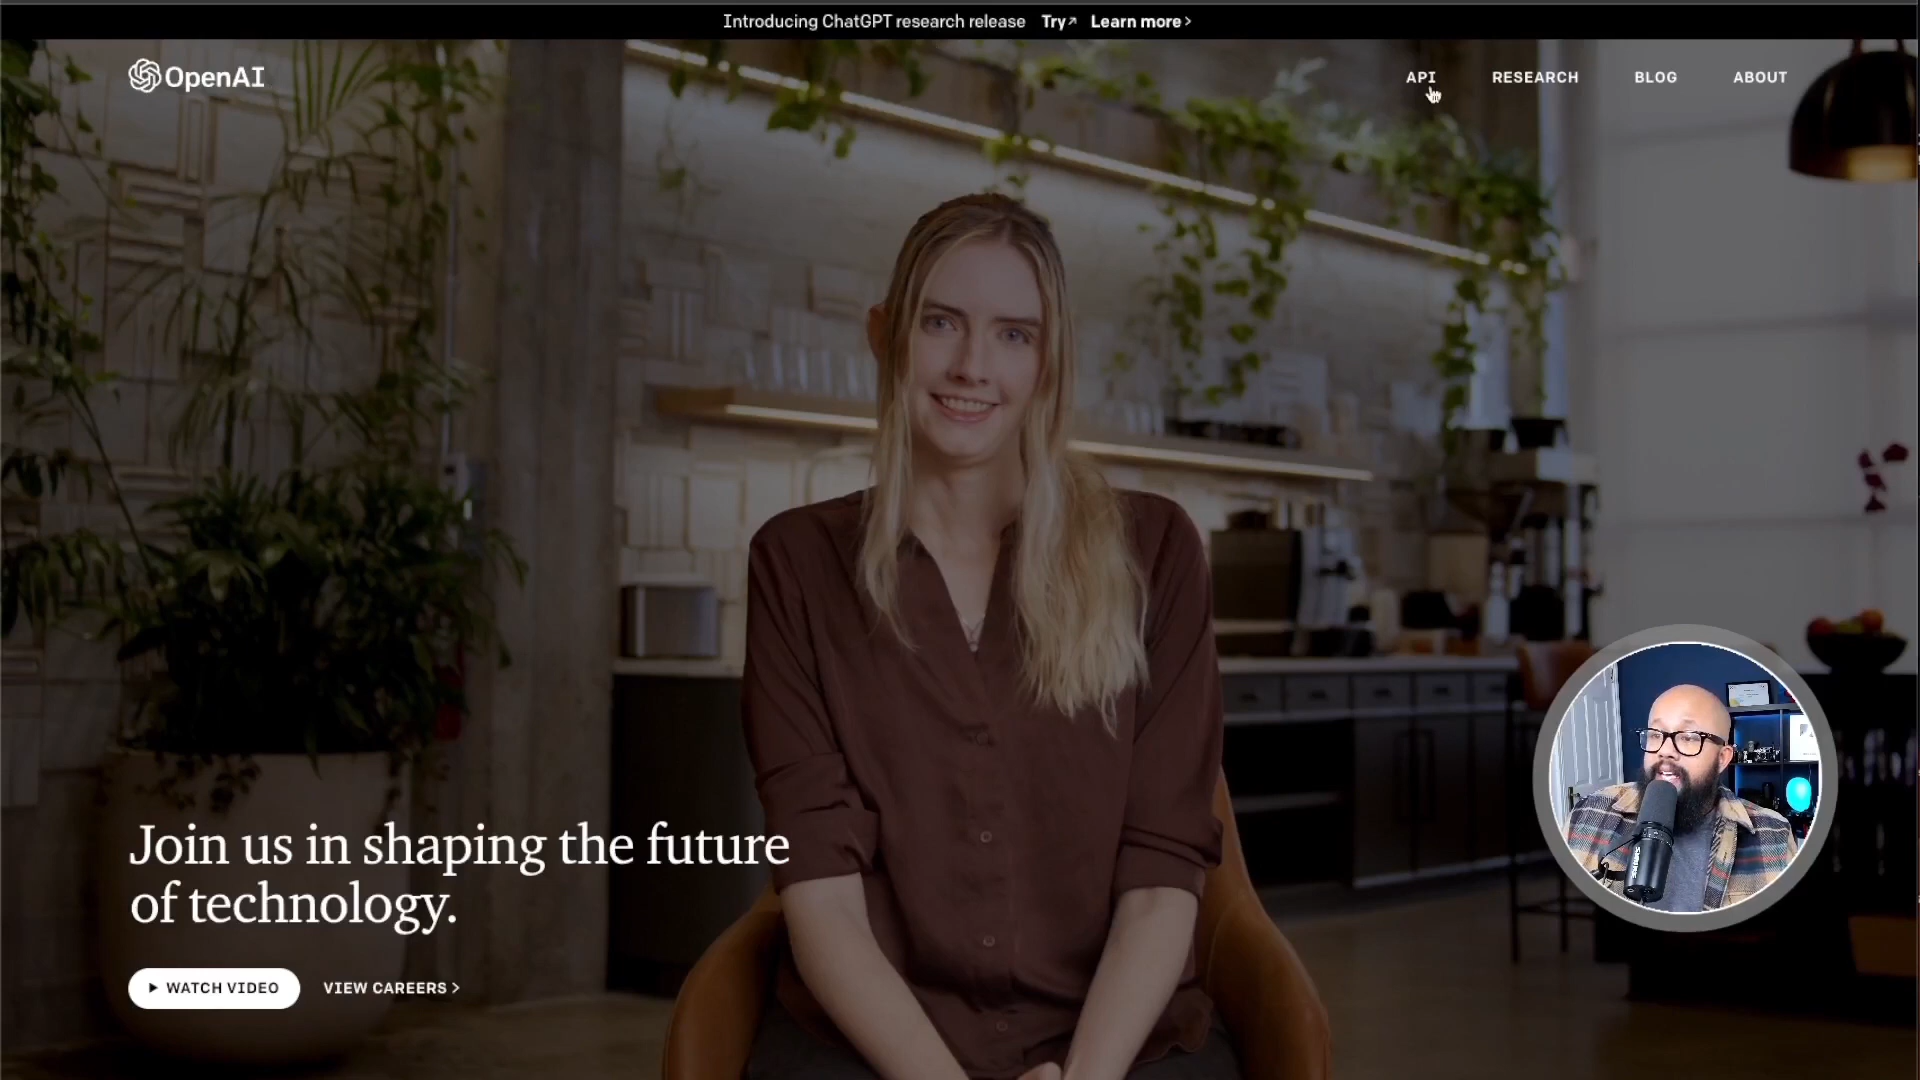 Introducing ChatGPT research release Try↗ Learn more >
OpenAI
API RESEARCH BLOG ABOUT
Join us in shaping the future
of technology.
WATCH VIDEO VIEW CAREERS >